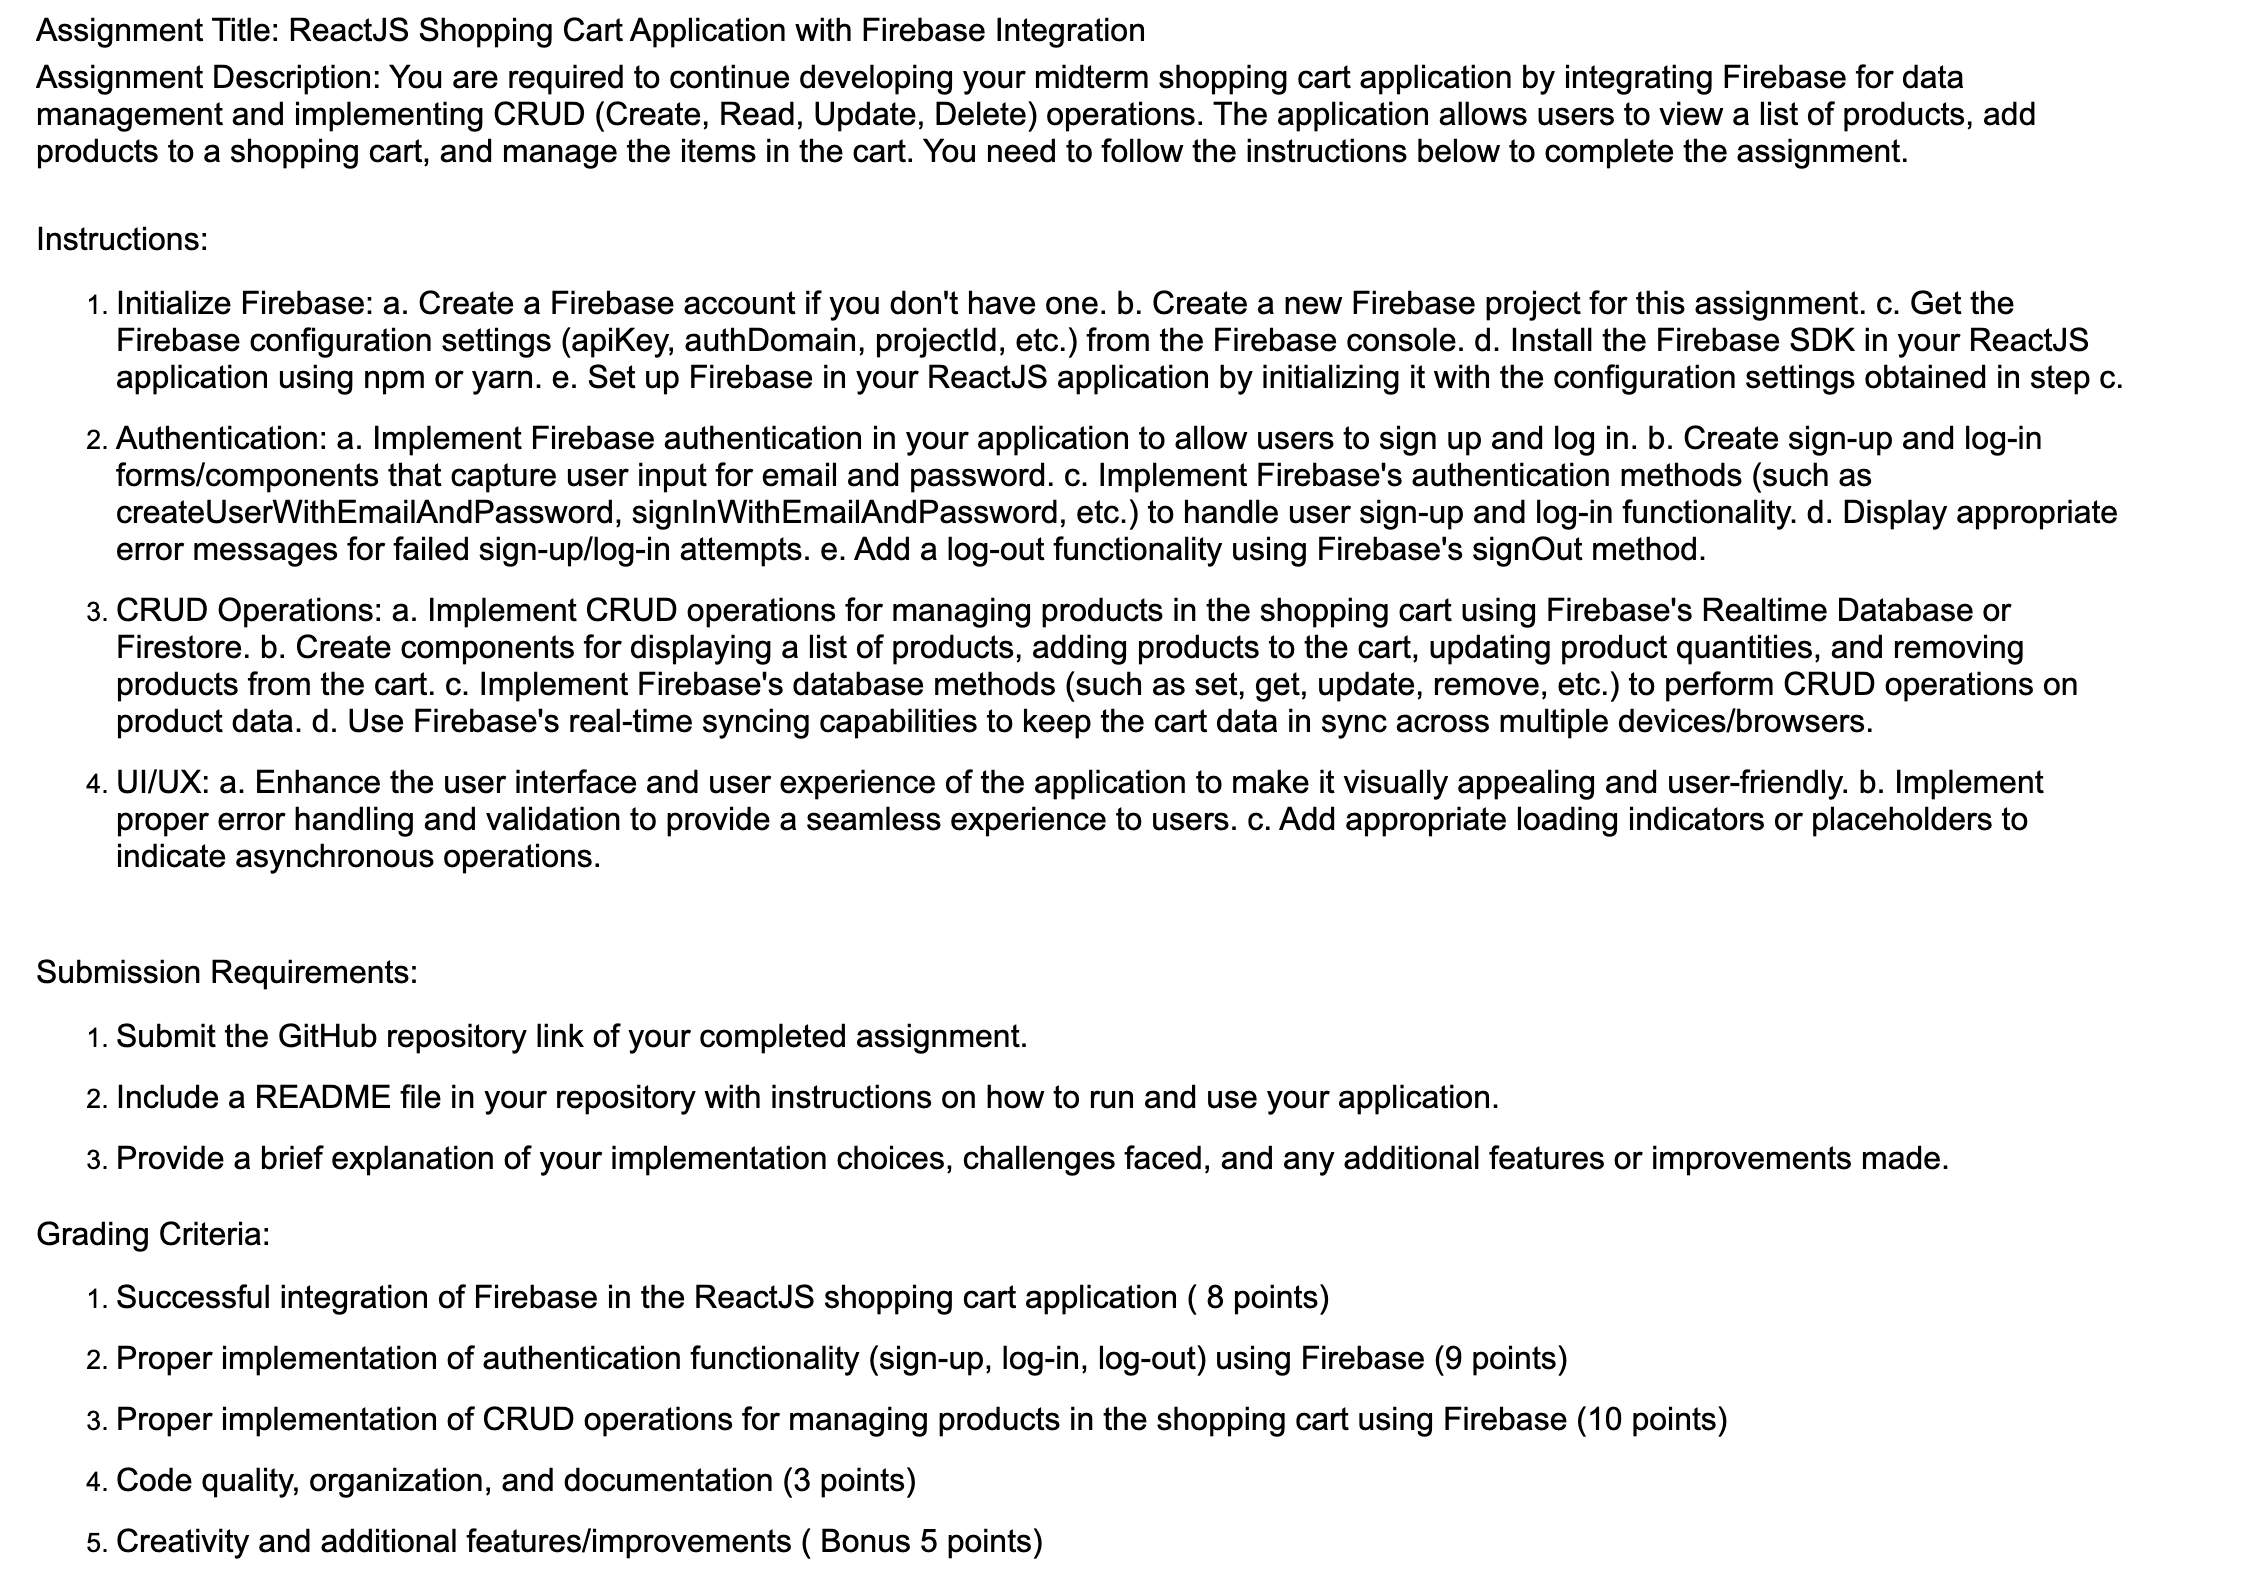 Assignment Title: ReactJS Shopping Cart Application with Firebase Integration
Assignment Description: You are required to continue developing your midterm shopping cart application by integrating Firebase for data
management and implementing CRUD (Create, Read, Update, Delete) operations. The application allows users to view a list of products, add
products to a shopping cart, and manage the items in the cart. You need to follow the instructions below to complete the assignment.
Instructions:
1. Initialize Firebase: a. Create a Firebase account if you don't have one. b. Create a new Firebase project for this assignment. c. Get the
Firebase configuration settings (apiKey, authDomain, projectId, etc.) from the Firebase console. d. Install the Firebase SDK in your ReactJS
application using npm or yarn. e. Set up Firebase in your ReactJS application by initializing it with the configuration settings obtained in step c.
2. Authentication: a. Implement Firebase authentication in your application to allow users to sign up and log in. b. Create sign-up and log-in
forms/components that capture user input for email and password. c. Implement Firebase's authentication methods (such as
createUserWithEmailAndPassword, signInWithEmailAndPassword, etc.) to handle user sign-up and log-in functionality. d. Display appropriate
error messages for failed sign-up/log-in attempts. e. Add a log-out functionality using Firebase's signOut method.
3. CRUD Operations: a. Implement CRUD operations for managing products in the shopping cart using Firebase's Realtime Database or
Firestore. b. Create components for displaying a list of products, adding products to the cart, updating product quantities, and removing
products from the cart. c. Implement Firebase's database methods (such as set, get, update, remove, etc.) to perform CRUD operations on
product data. d. Use Firebase's real-time syncing capabilities to keep the cart data in sync across multiple devices/browsers.
4. UI/UX: a. Enhance the user interface and user experience of the application to make it visually appealing and user-friendly. b. Implement
proper error handling and validation to provide a seamless experience to users. c. Add appropriate loading indicators or placeholders to
indicate asynchronous operations.
Submission Requirements:
1. Submit the GitHub repository link of your completed assignment.
2. Include a README file in your repository with instructions on how to run and use your application.
3. Provide a brief explanation of your implementation choices, challenges faced, and any additional features or improvements made.
Grading Criteria:
1. Successful integration of Firebase in the ReactJS shopping cart application ( 8 points)
2. Proper implementation of authentication functionality (sign-up, log-in, log-out) using Firebase (9 points)
3. Proper implementation of CRUD operations for managing products in the shopping cart using Firebase (10 points)
4. Code quality, organization, and documentation (3 points)
5. Creativity and additional features/improvements ( Bonus 5 points)